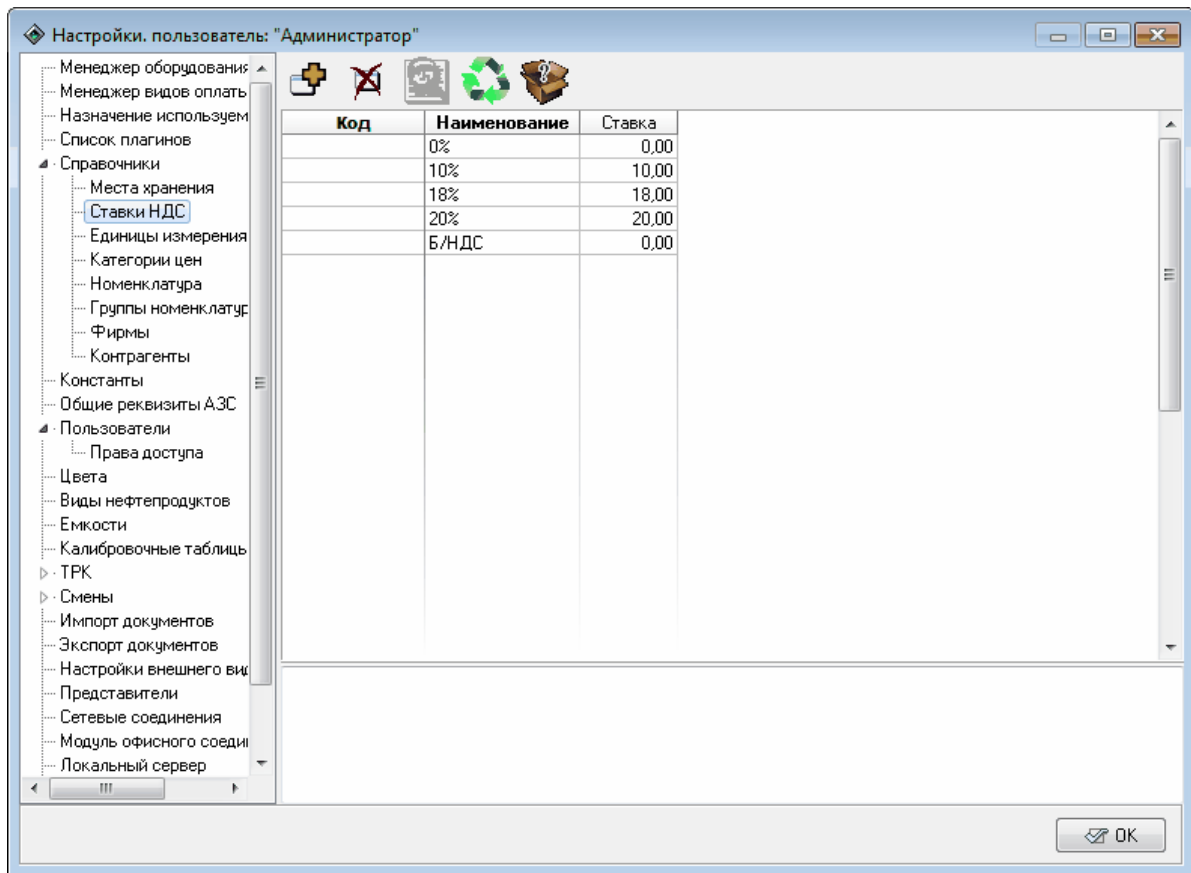 Настройки. пользователь: "Администратор"
Менеджер оборудования
Менеджер видов оплать
Назначение используем
Список плагинов
Справочники
Места хранения
Ставки НДС
Единицы измерения
Категории цен
Номенклатура
Группы номенклатур
Фирмы
Контрагенты
Константы
Общие реквизиты АЗС
Пользователи
Права доступа
Цвета
Виды нефтепродуктов
Емкости
Калибровочные таблиць
ТРК
Смены
Импорт документов
Экспорт документов
Настройки внешнего вид
Представители
Сетевые соединения
Модуль офисного соеди
Локальный сервер
Код Наименование Ставка
0% 0,00
10% 10,00
18% 18,00
20% 20,00
Б/НДС 0,00
OK